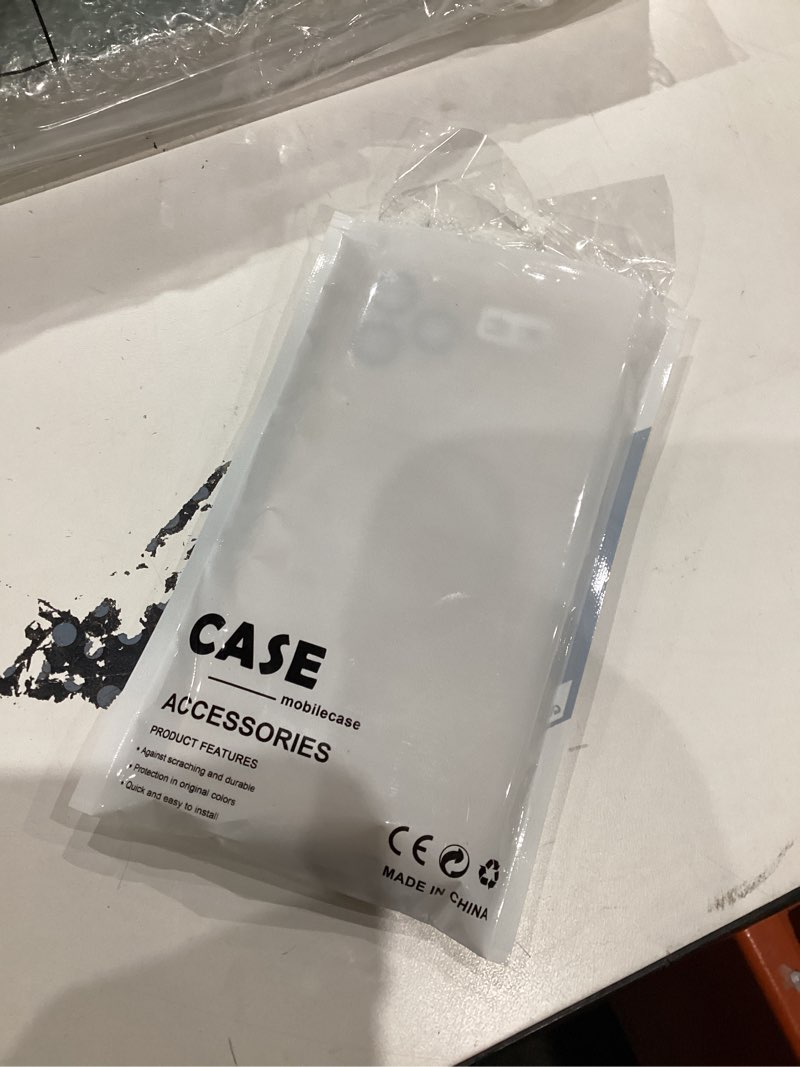 CASE
mobilecase
ACCESSORIES
PRODUCT FEATURES
• Against scraching and durable
• Protection in original colors
• Quick and easy to install
CE
MADE IN CHINA